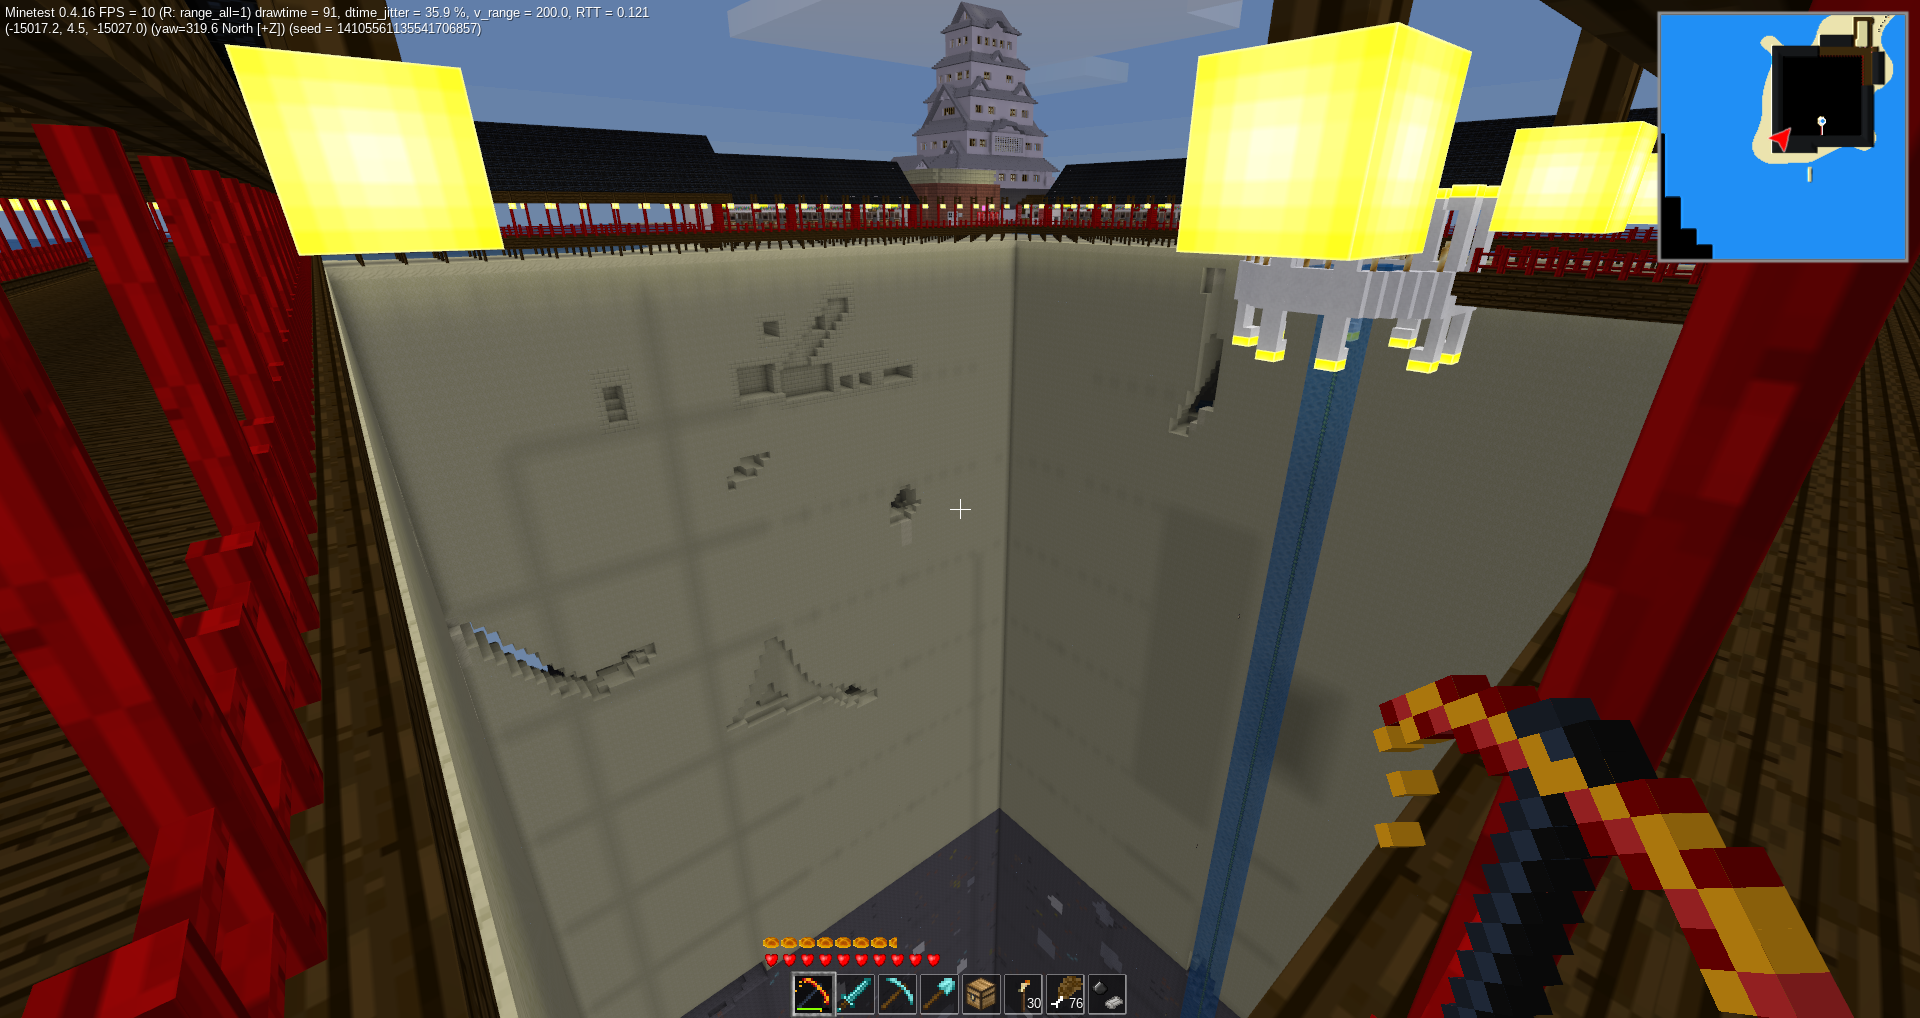 Minetest 0.4.16 FPS = 10 (R: range_all=1) drawtime = 91, dtime_jitter = 35.9 %, v_range = 200.0, RTT = 0.121
(-15017.2, 4.5, -15027.0) (yaw=319.6 North [+Z]) (seed = 14105561135541706857)
30
76